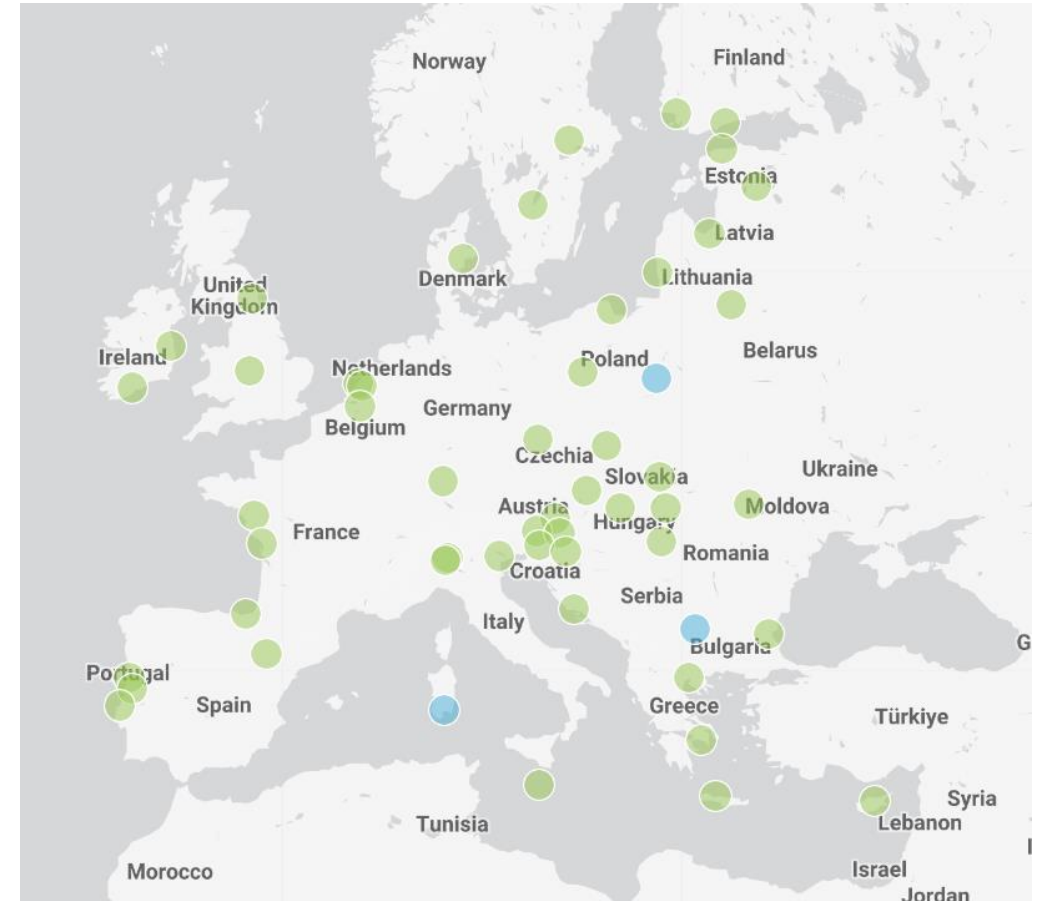 Norway
Finland
Estonia
Latvia
Denmark
Lithuania
United
Kingdom
Ireland
Belarus
Poland
Netherlands
Germany
Belgium
Czechia
Ukraine
Slovakia
Austria
Moldova
Hungary
France
Romania
Croatia
Serbia
Italy
G
Bulgaria
Portugal
Spain
Greece
Türkiye
Syria
Tunisia
Lebanon
Morocco
Israel
Jordan